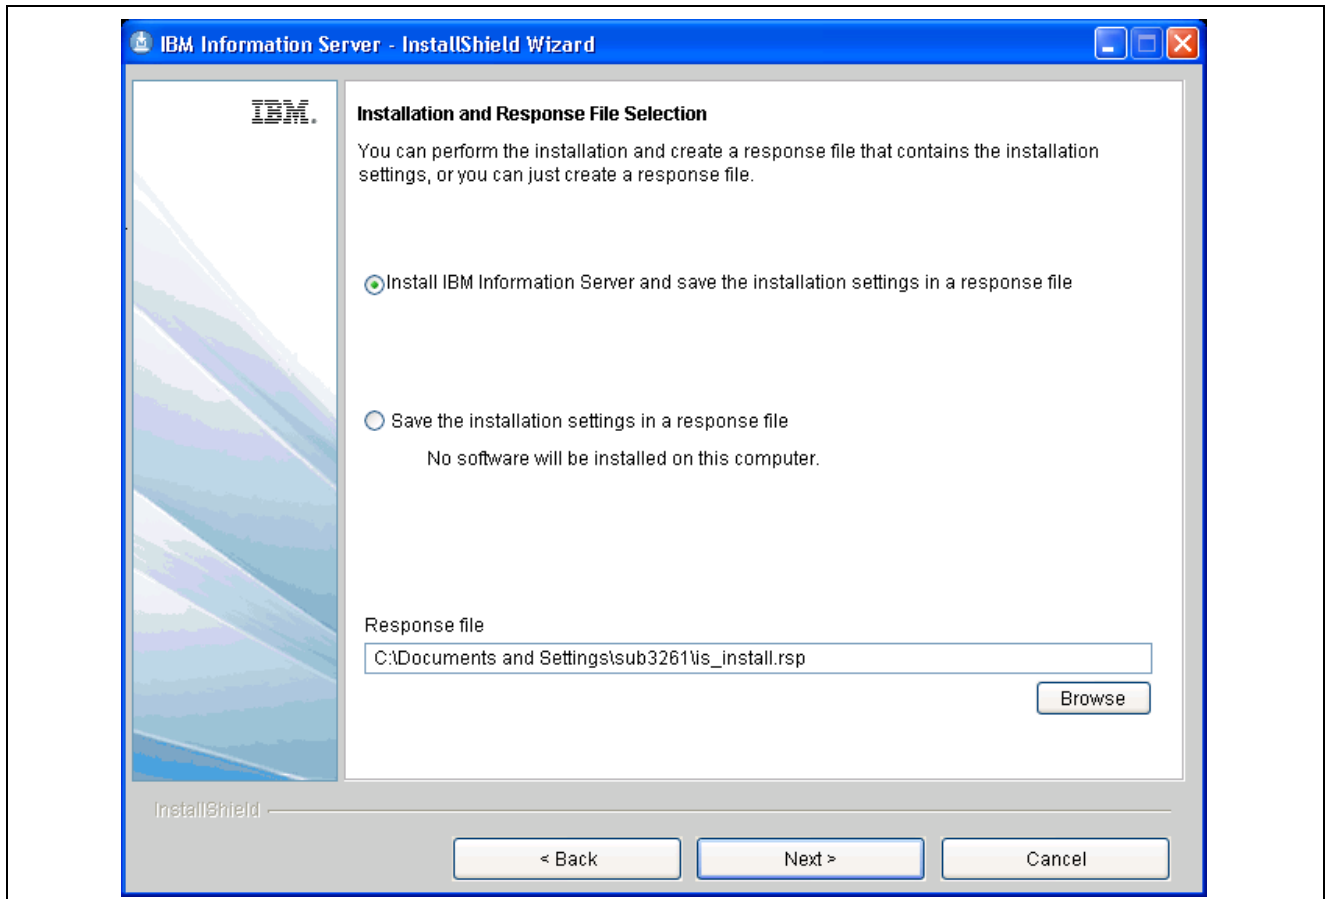 IBM Information Server - InstallShield Wizard
IBM.
Installation and Response File Selection
You can perform the installation and create a response file that contains the installation
settings, or you can just create a response file.
Install IBM Information Server and save the installation settings in a response file
Save the installation settings in a response file
No software will be installed on this computer.
Response file
C:\Documents and Settings\sub3261\is_install.rsp
Browse
InstallShield
< Back
Next >
Cancel